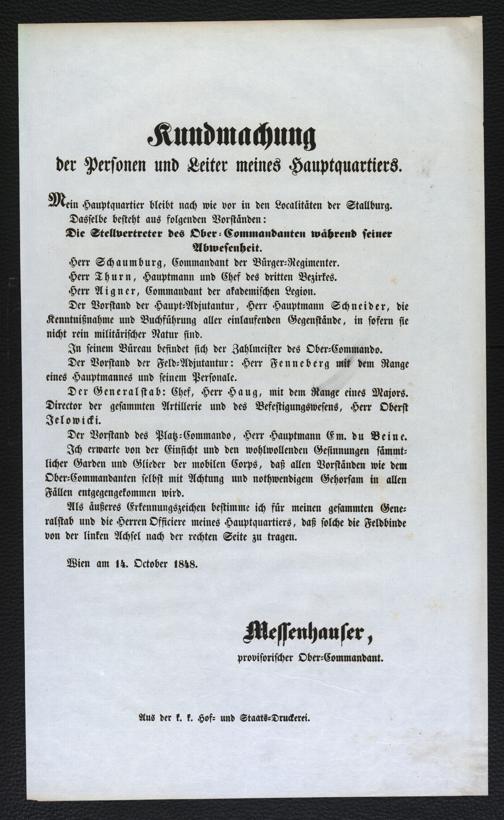 Kundmachung
der Personen und Leiter meines Hauptquartiers.
Mein Hauptquartier bleibt nach wie vor in den Localitäten der Stallburg.
Dasselbe besteht aus folgenden Vorständen:
Die Stellvertreter des Ober-Commandanten während seiner
Abwesenheit.
Herr Schaumburg, Commandant der Bürger-Regimenter.
Herr Thurn, Hauptmann und Chef des dritten Bezirkes.
Herr Aigner, Commandant der akademischen Legion.
Der Vorstand der Haupt-Adjutantur, Herr Hauptmann Schneider, die
Kenntnißnahme und Buchführung aller einlaufenden Gegenstände, in sofern sie
nicht rein militärischer Natur sind.
In seinem Büreau befindet sich der Zahlmeister des Ober-Commando.
Der Vorstand der Feld-Adjutantur: Herr Fenneberg mit dem Range
eines Hauptmannes und seinem Personale.
Der Generalstab: Chef, Herr Haug, mit dem Range eines Majors.
Director der gesammten Artillerie und des Befestigungswesens, Herr Oberst
Jelowicki.
Der Vorstand des Platz-Commando, Herr Hauptmann Em. du Beine.
Ich erwarte von der Einsicht und den wohlwollenden Gesinnungen sämmt-
licher Garden und Glieder der mobilen Corps, daß allen Vorständen wie dem
Ober-Commandanten selbst mit Achtung und nothwendigem Gehorsam in allen
Fällen entgegengekommen wird.
Als äußeres Erkennungszeichen bestimme ich für meinen gesammten Gene-
ralstab und die Herren Officiere meines Hauptquartiers, daß solche die Feldbinde
von der linken Achsel nach der rechten Seite zu tragen.
Wien am 14. October 1848.
Messenhauser,
provisorischer Ober-Commandant.
Aus der k. k. Hof- und Staats-Druckerei.